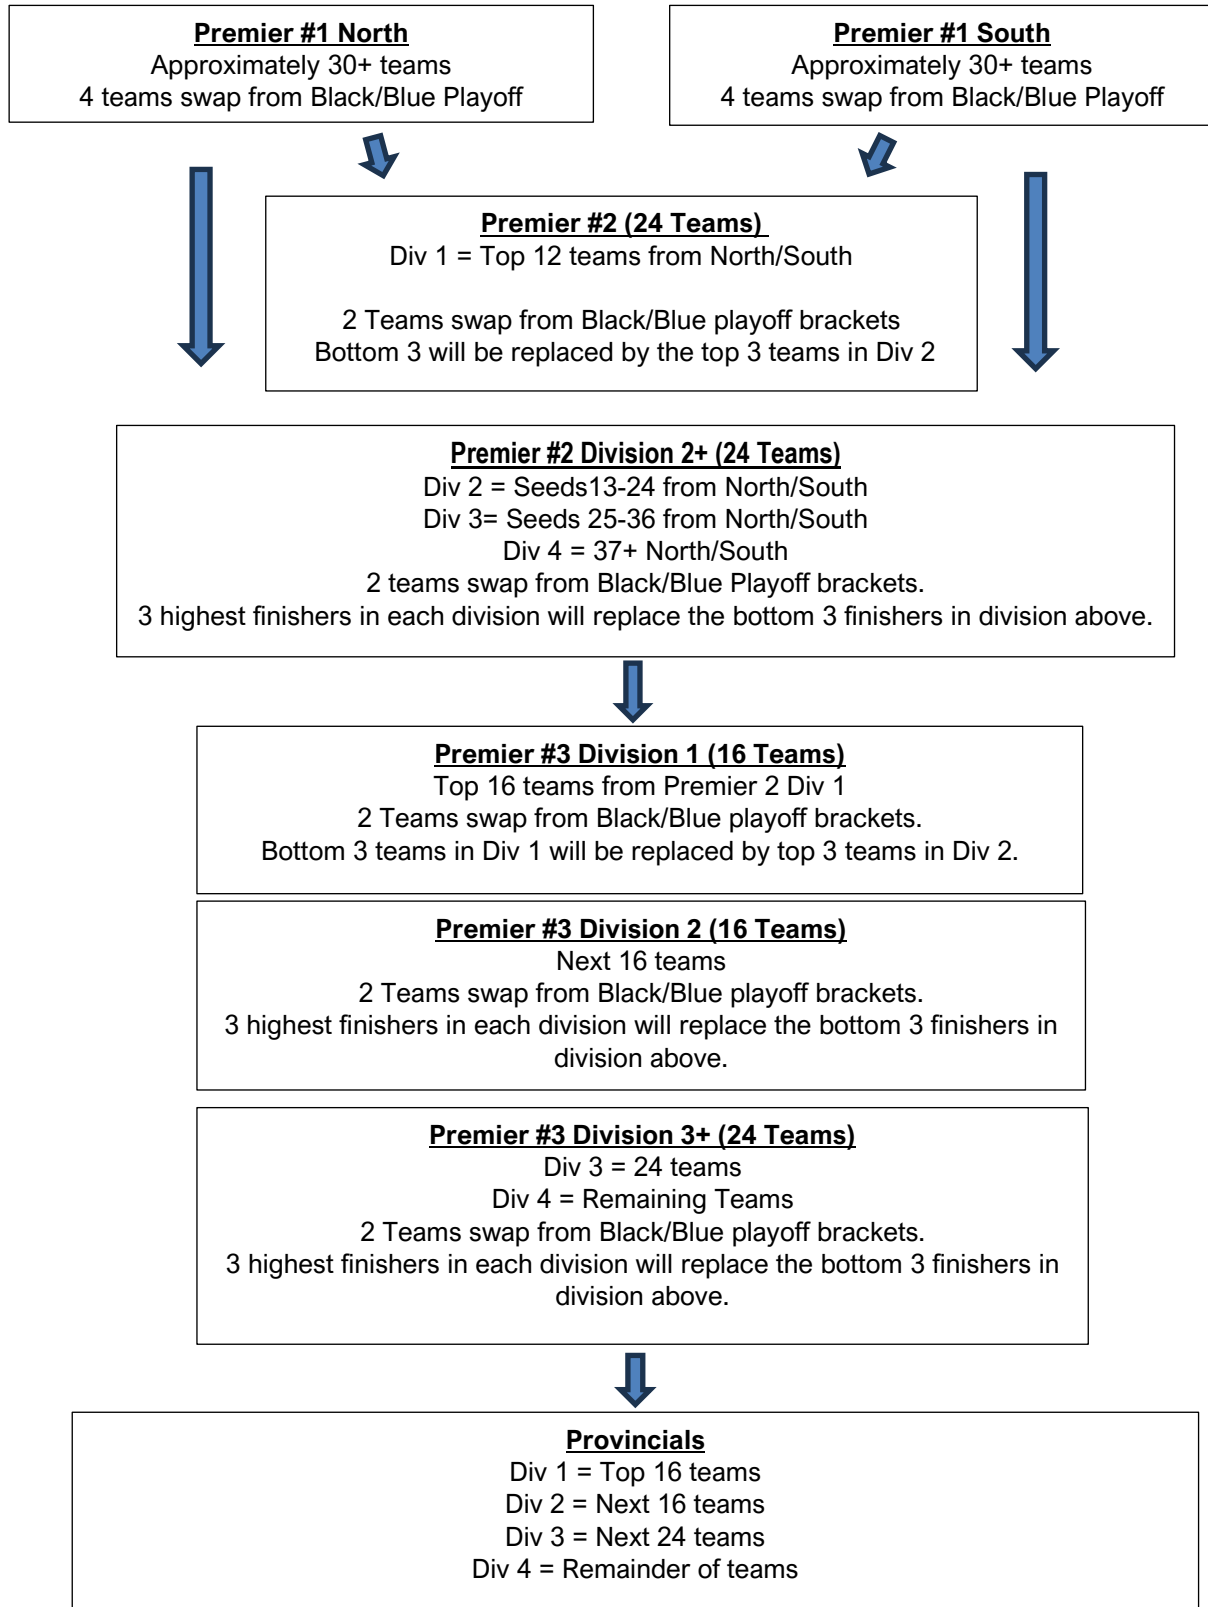 Premier #1 North
Approximately 30+ teams
4 teams swap from Black/Blue Playoff
Premier #1 South
Approximately 30+ teams
4 teams swap from Black/Blue Playoff
Premier #2 (24 Teams)
Div 1 = Top 12 teams from North/South
2 Teams swap from Black/Blue playoff brackets
Bottom 3 will be replaced by the top 3 teams in Div 2
Premier #2 Division 2+ (24 Teams)
Div 2 = Seeds13-24 from North/South
Div 3= Seeds 25-36 from North/South
Div 4 = 37+ North/South
2 teams swap from Black/Blue Playoff brackets.
3 highest finishers in each division will replace the bottom 3 finishers in division above.
Premier #3 Division 1 (16 Teams)
Top 16 teams from Premier 2 Div 1
2 Teams swap from Black/Blue playoff brackets.
Bottom 3 teams in Div 1 will be replaced by top 3 teams in Div 2.
Premier #3 Division 2 (16 Teams)
Next 16 teams
2 Teams swap from Black/Blue playoff brackets.
3 highest finishers in each division will replace the bottom 3 finishers in
division above.
Premier #3 Division 3+ (24 Teams)
Div 3 = 24 teams
Div 4 = Remaining Teams
2 Teams swap from Black/Blue playoff brackets.
3 highest finishers in each division will replace the bottom 3 finishers in
division above.
Provincials
Div 1 = Top 16 teams
Div 2 = Next 16 teams
Div 3 = Next 24 teams
Div 4 = Remainder of teams